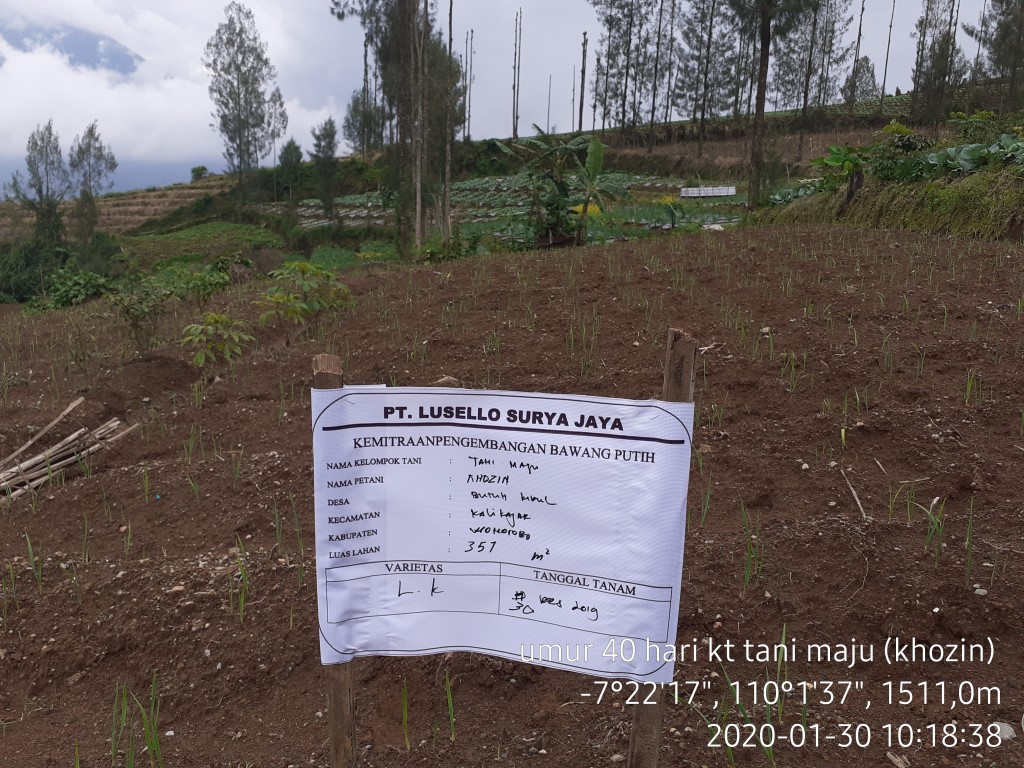 PT. LUSELLO SURYA JAYA
KEMITRAANPENGEMBANGAN BAWANG PUTIH
NAMA KELOMPOK TANI : TANI MAJU
NAMA PETANI : KHOZIN
DESA : Butuh Kidul
KECAMATAN : Kalikajar
KABUPATEN : WONOSOBO
LUAS LAHAN : 357 m²
VARIETAS TANGGAL TANAM
L. K 30 Des 2019
umur 40 hari kt tani maju (khozin)
-7°22'17", 110°1'37", 1511,0m
2020-01-30 10:18:38